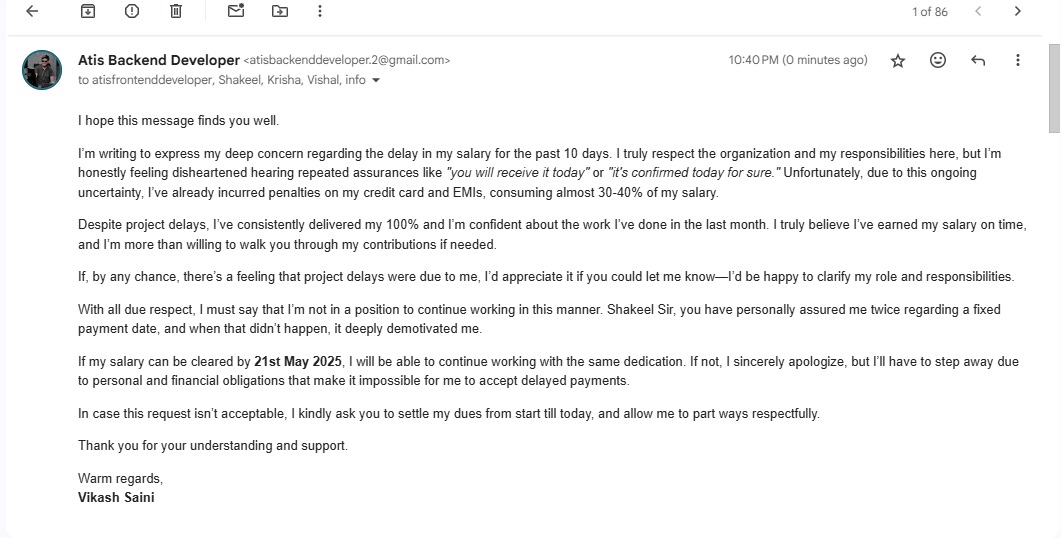 1 of 86
Atis Backend Developer <atisbackenddeveloper.2@gmail.com>
10:40 PM (0 minutes ago)
to atisfrontenddeveloper, Shakeel, Krisha, Vishal, info
I hope this message finds you well.
I'm writing to express my deep concern regarding the delay in my salary for the past 10 days. I truly respect the organization and my responsibilities here, but I'm
honestly feeling disheartened hearing repeated assurances like "you will receive it today" or "it's confirmed today for sure." Unfortunately, due to this ongoing
uncertainty, I've already incurred penalties on my credit card and EMIs, consuming almost 30-40% of my salary.
Despite project delays, I've consistently delivered my 100% and I'm confident about the work I've done in the last month. I truly believe I've earned my salary on time,
and I'm more than willing to walk you through my contributions if needed.
If, by any chance, there's a feeling that project delays were due to me, I'd appreciate it if you could let me know—I'd be happy to clarify my role and responsibilities.
With all due respect, I must say that I'm not in a position to continue working in this manner. Shakeel Sir, you have personally assured me twice regarding a fixed
payment date, and when that didn't happen, it deeply demotivated me.
If my salary can be cleared by 21st May 2025, I will be able to continue working with the same dedication. If not, I sincerely apologize, but I'll have to step away due
to personal and financial obligations that make it impossible for me to accept delayed payments.
In case this request isn't acceptable, I kindly ask you to settle my dues from start till today, and allow me to part ways respectfully.
Thank you for your understanding and support.
Warm regards,
Vikash Saini